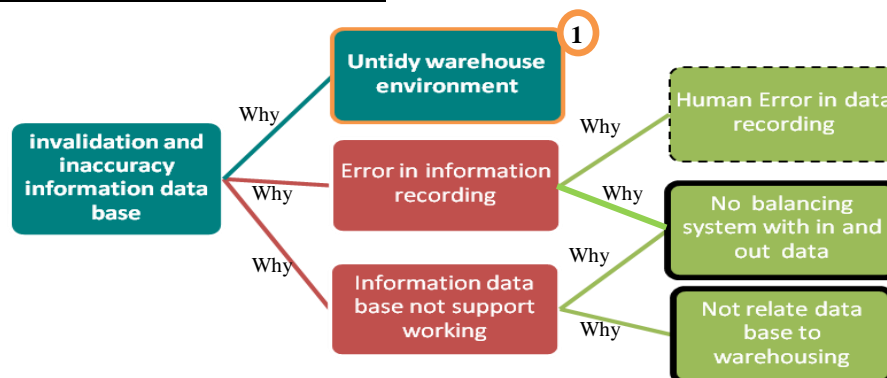 1
Untidy warehouse
environment
Why
Why
Human Error in data
recording
invalidation and
inaccuracy
information data
base
Why
Error in information
recording
Why
No balancing
system with in and
out data
Why
Why
Information data
base not support
working
Why
Not relate data
base to
warehousing